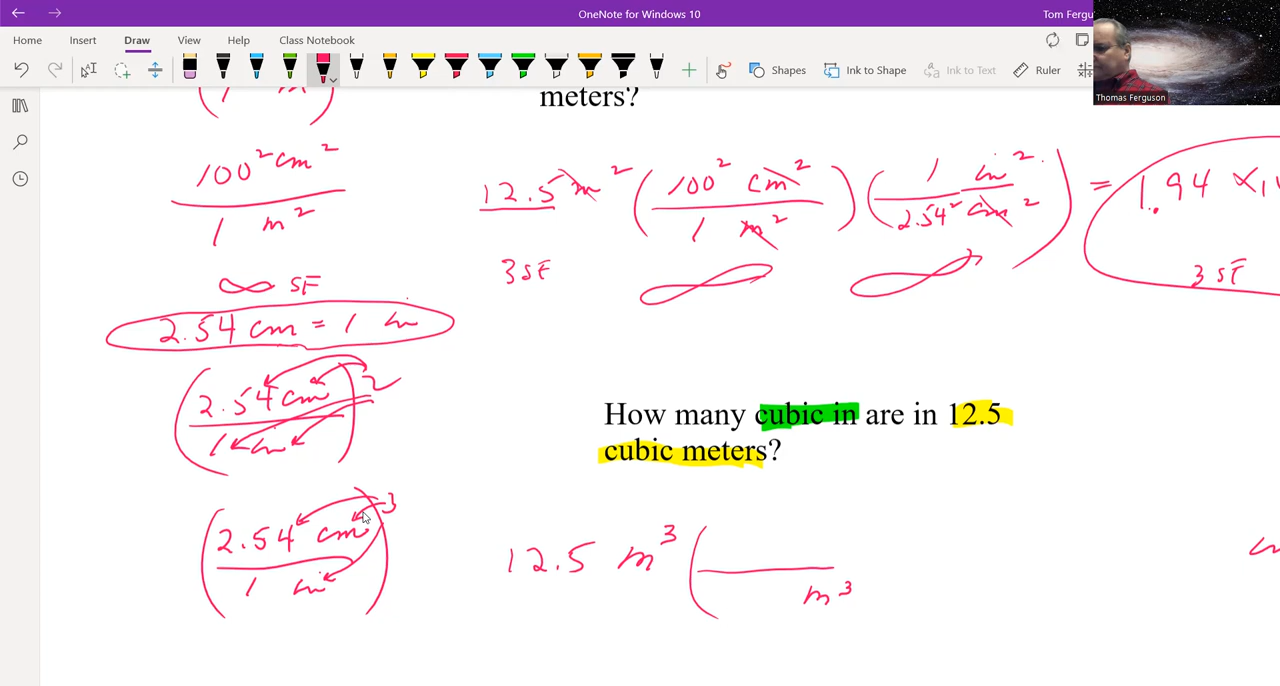 OneNote for Windows 10
Tom Fergu
Home Insert Draw View Help Class Notebook
Shapes Ink to Shape Ink to Text Ruler
Thomas Ferguson
meters?
100² cm²
1 m²
12.5 m² (100² cm² / 1 m²) (1 in² / 2.54² cm²) = 1.94 X1
∞ SF
3 SF
3 SF
2.54 cm = 1 in
(2.54 cm / 1 in)²
How many cubic in are in 12.5
cubic meters?
(2.54 cm / 1 in)³
12.5 m³ ( / m³